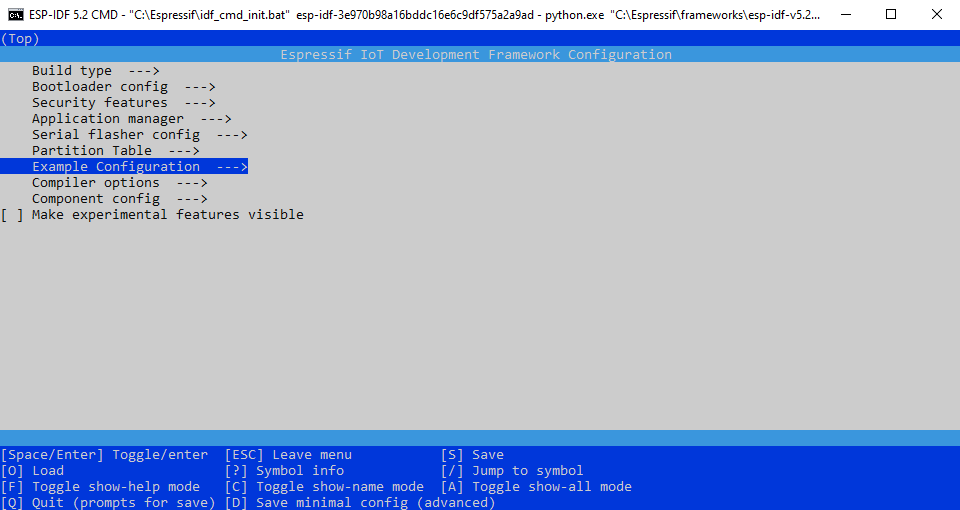 ESP-IDF 5.2 CMD - "C:\Espressif\idf_cmd_init.bat" esp-idf-3e970b98a16bddc16e6c9df575a2a9ad - python.exe "C:\Espressif\frameworks\esp-idf-v5.2...
(Top)
Espressif IoT Development Framework Configuration
Build type --->
Bootloader config --->
Security features --->
Application manager --->
Serial flasher config --->
Partition Table --->
Example Configuration --->
Compiler options --->
Component config --->
[ ] Make experimental features visible
[Space/Enter] Toggle/enter [ESC] Leave menu [S] Save
[O] Load [?] Symbol info [/] Jump to symbol
[F] Toggle show-help mode [C] Toggle show-name mode [A] Toggle show-all mode
[Q] Quit (prompts for save) [D] Save minimal config (advanced)